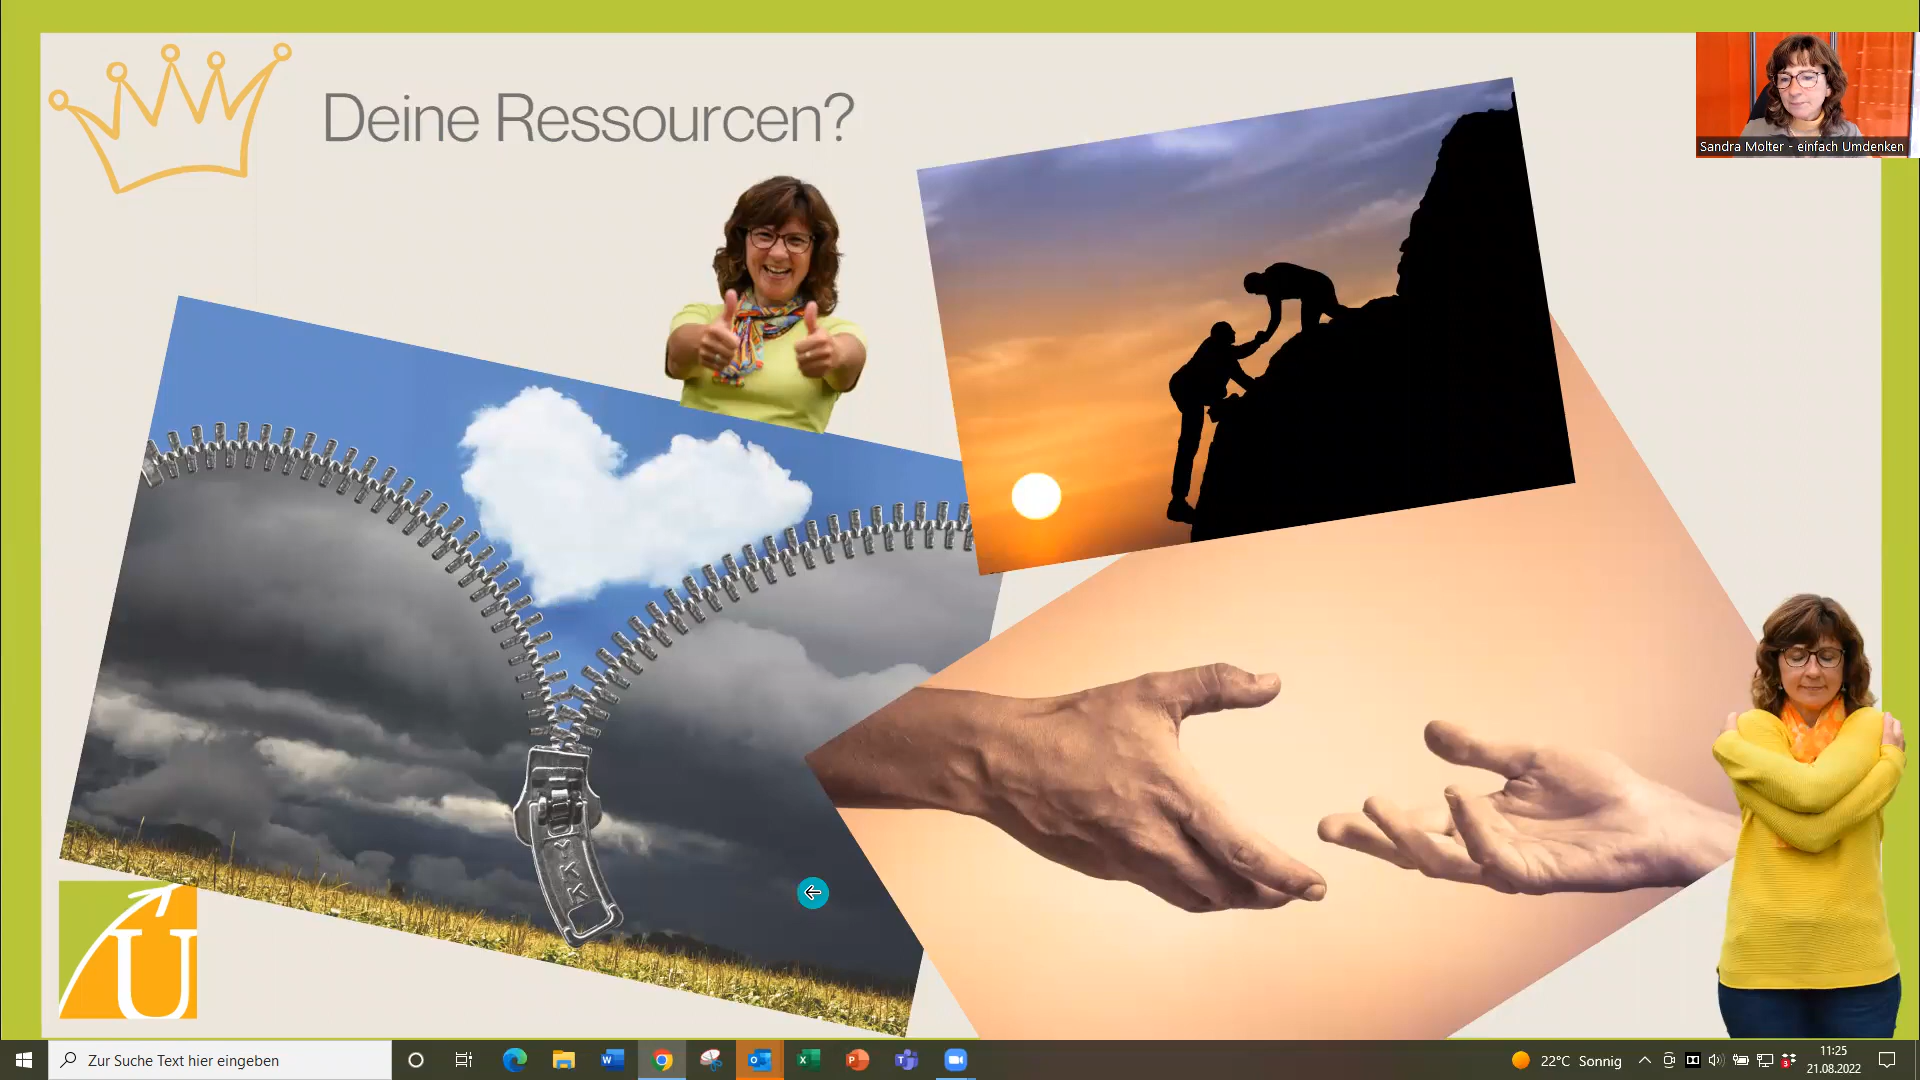 Deine Ressourcen?
Sandra Molter - einfach Umdenken
U
Zur Suche Text hier eingeben
22°C Sonnig
11:25
21.08.2022